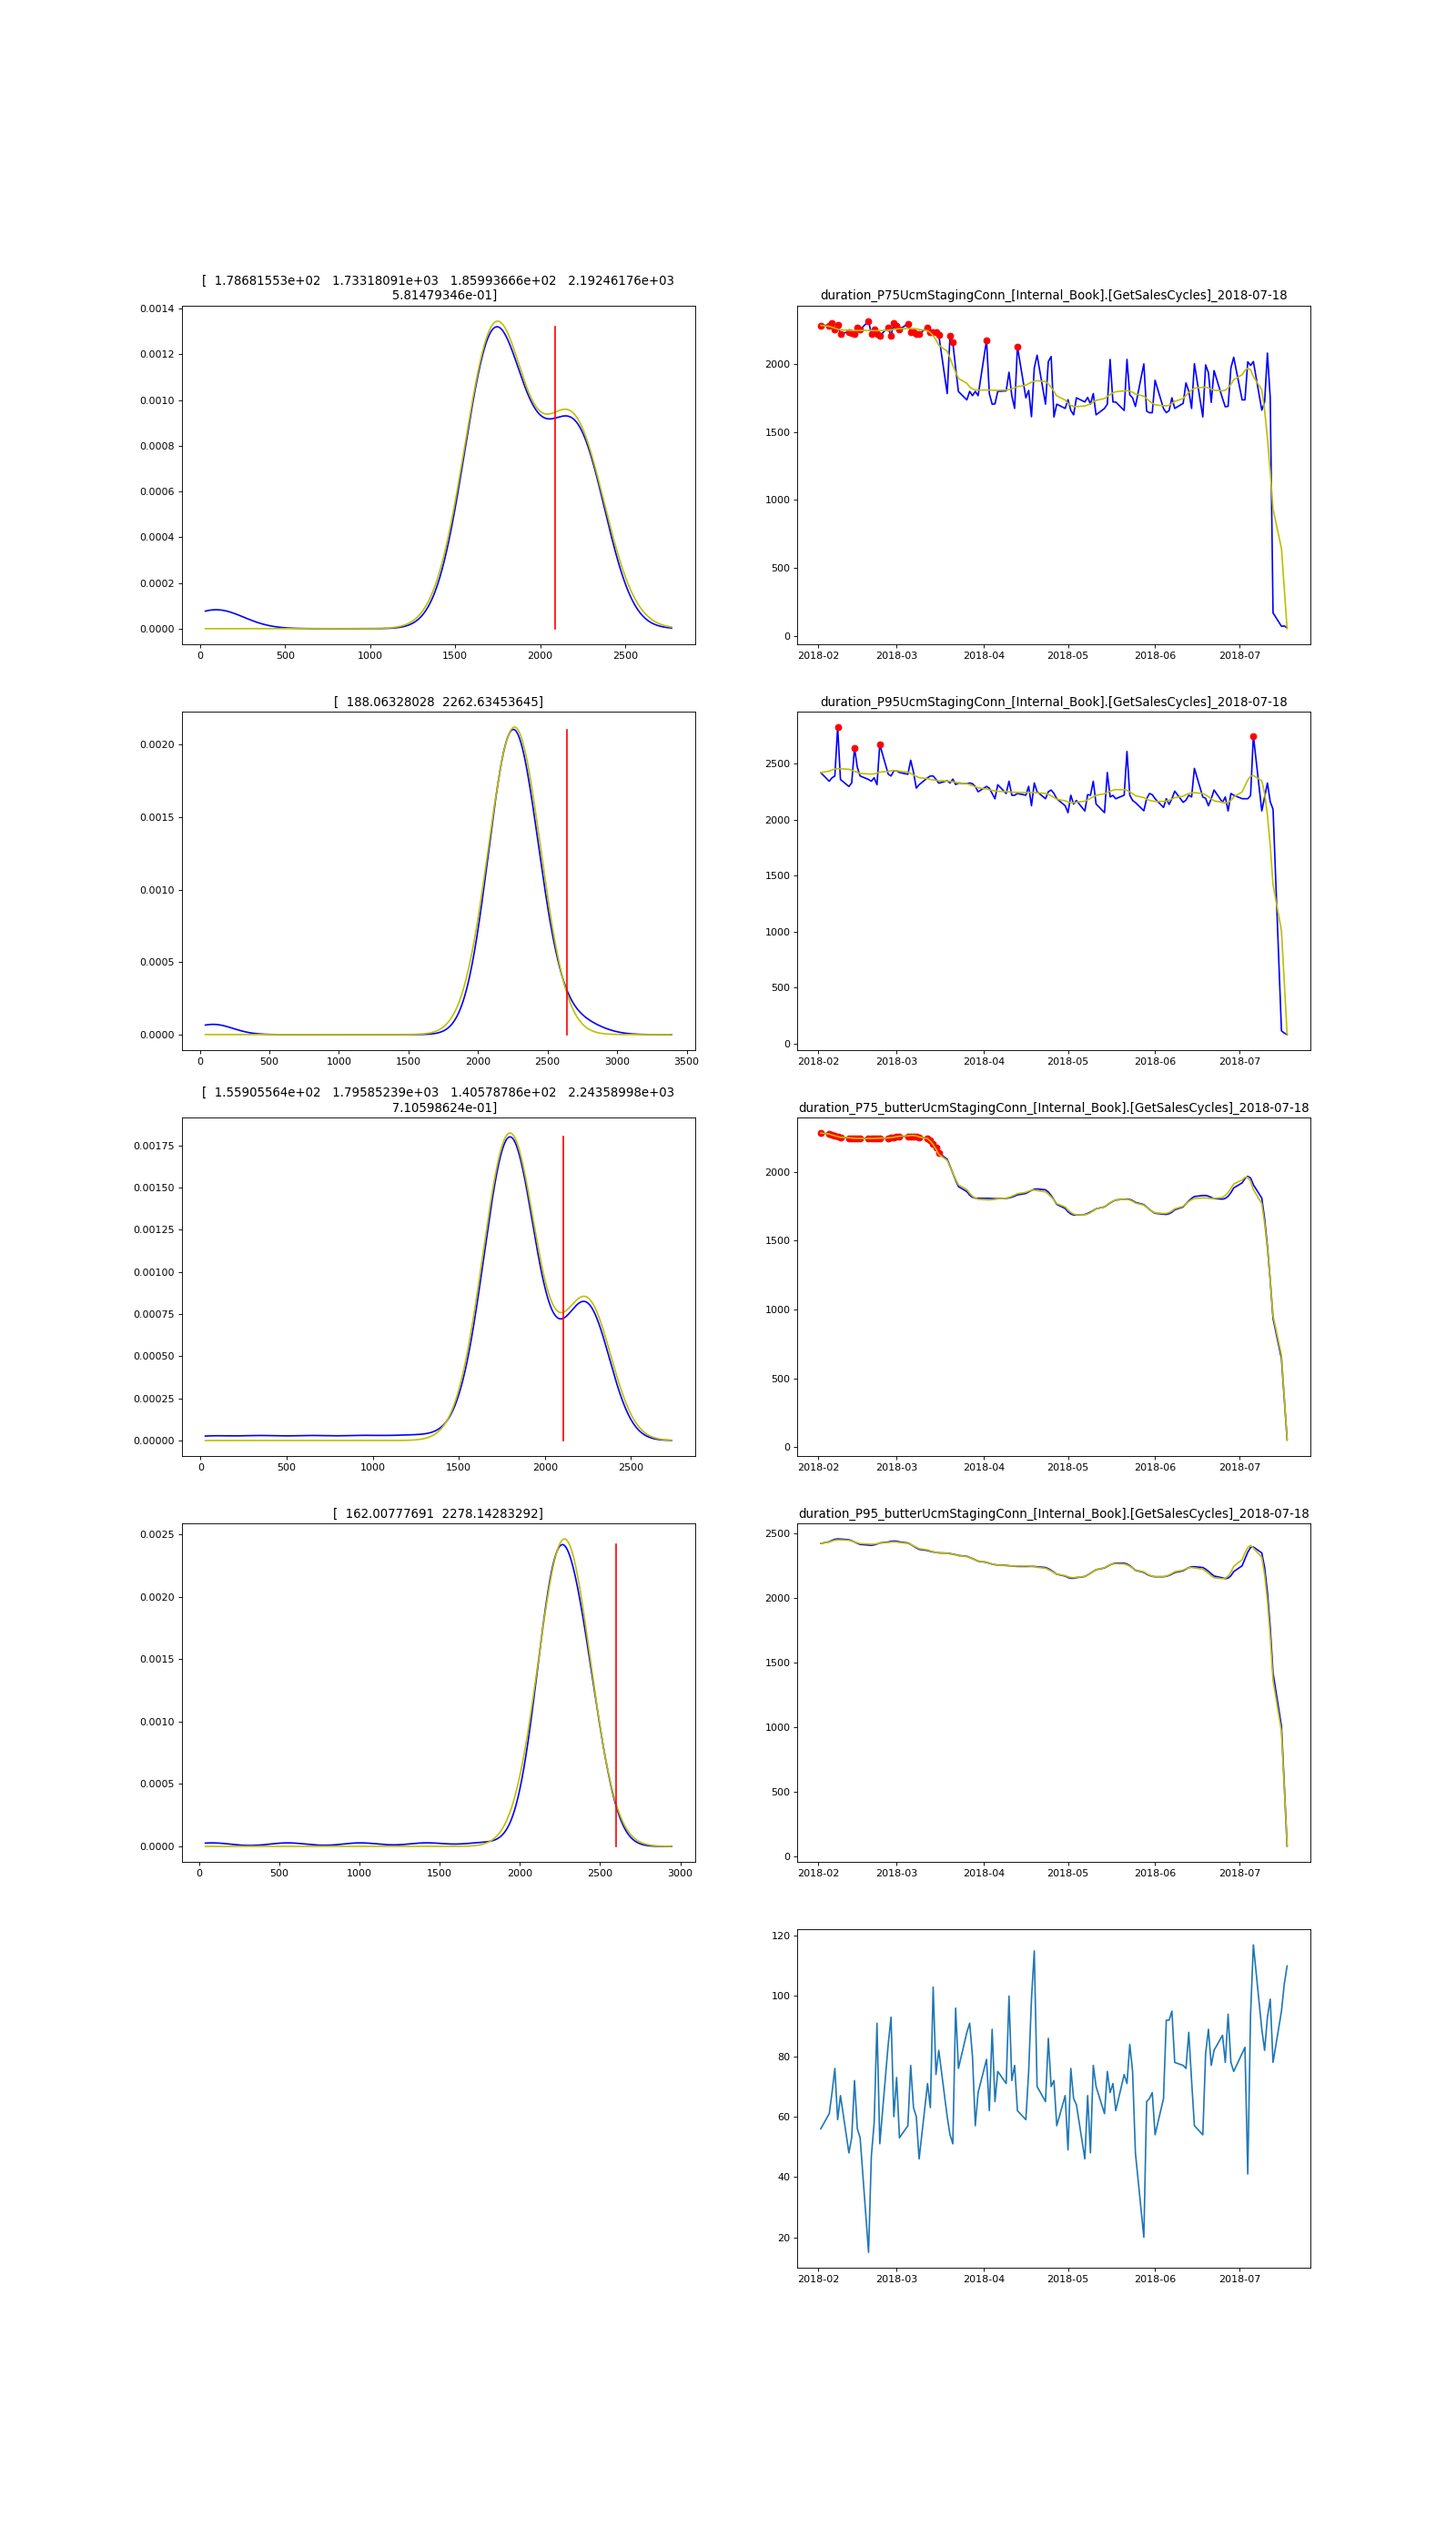 [  1.78681553e+02   1.73318091e+03   1.85993666e+02   2.19246176e+03
5.81479346e-01]
0.0014
0.0012
0.0010
0.0008
0.0006
0.0004
0.0002
0.0000
0 500 1000 1500 2000 2500
duration_P75UcmStagingConn_[Internal_Book].[GetSalesCycles]_2018-07-18
2000
1500
1000
500
0
2018-02 2018-03 2018-04 2018-05 2018-06 2018-07
[  188.06328028  2262.63453645]
0.0020
0.0015
0.0010
0.0005
0.0000
0 500 1000 1500 2000 2500 3000 3500
duration_P95UcmStagingConn_[Internal_Book].[GetSalesCycles]_2018-07-18
2500
2000
1500
1000
500
0
2018-02 2018-03 2018-04 2018-05 2018-06 2018-07
[  1.55905564e+02   1.79585239e+03   1.40578786e+02   2.24358998e+03
7.10598624e-01]
0.00175
0.00150
0.00125
0.00100
0.00075
0.00050
0.00025
0.00000
0 500 1000 1500 2000 2500
duration_P75_butterUcmStagingConn_[Internal_Book].[GetSalesCycles]_2018-07-18
2000
1500
1000
500
0
2018-02 2018-03 2018-04 2018-05 2018-06 2018-07
[  162.00777691  2278.14283292]
0.0025
0.0020
0.0015
0.0010
0.0005
0.0000
0 500 1000 1500 2000 2500 3000
duration_P95_butterUcmStagingConn_[Internal_Book].[GetSalesCycles]_2018-07-18
2500
2000
1500
1000
500
0
2018-02 2018-03 2018-04 2018-05 2018-06 2018-07
120
100
80
60
40
20
2018-02 2018-03 2018-04 2018-05 2018-06 2018-07